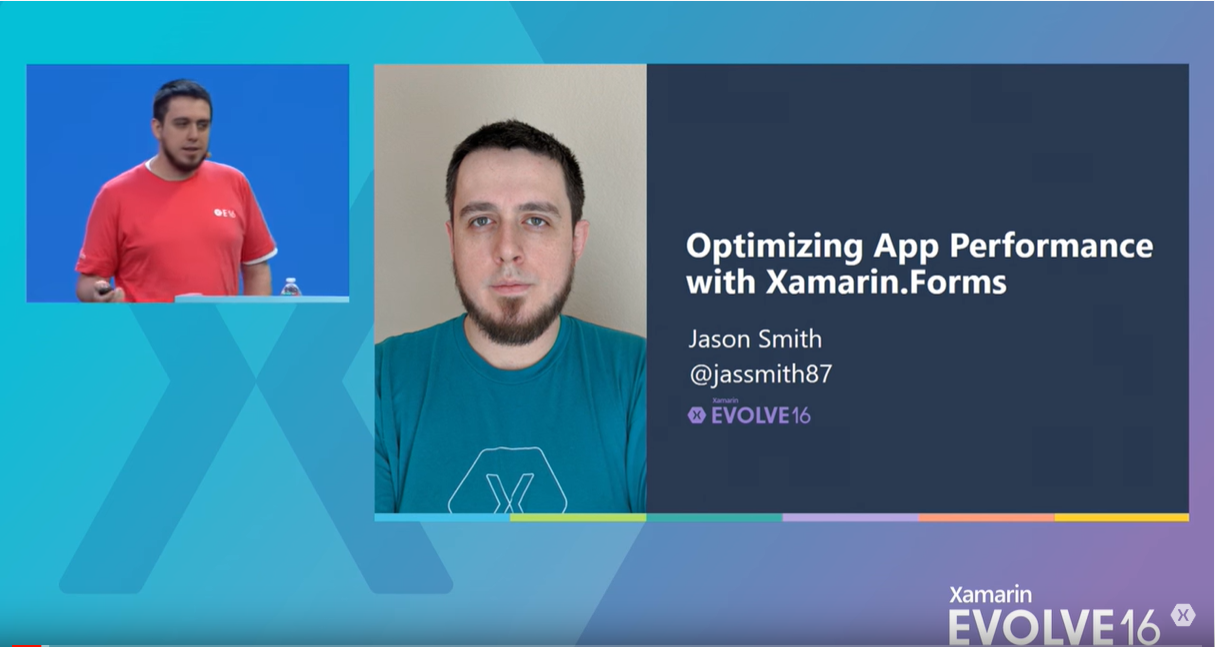 Optimizing App Performance
with Xamarin.Forms
Jason Smith
@jassmith87
Xamarin
EVOLVE16
Xamarin
EVOLVE16